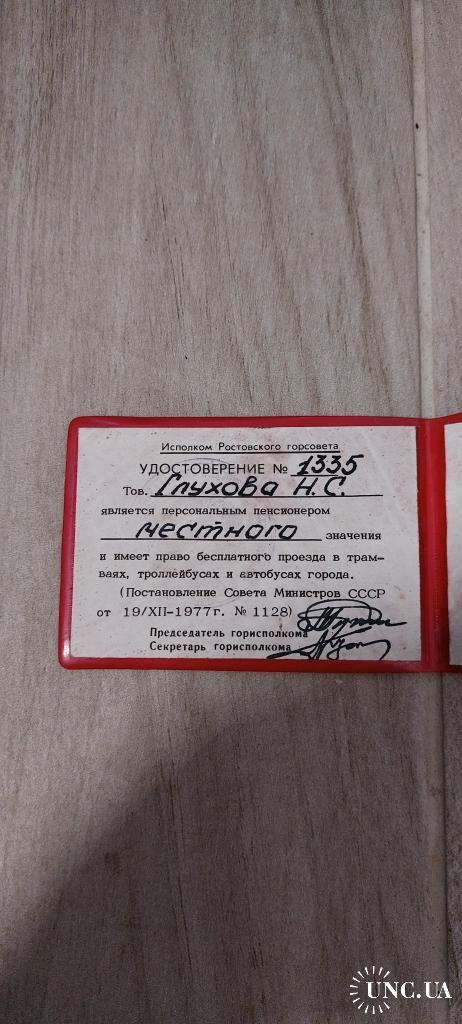 Исполком Ростовского горсовета
УДОСТОВЕРЕНИЕ № 1335
Тов. Глухова Н.С.
является персональным пенсионером
местного значения
и имеет право бесплатного проезда в трам-
ваях, троллейбусах и автобусах города.
(Постановление Совета Министров СССР
от 19/XII-1977г. № 1128)
Председатель горисполкома
Секретарь горисполкома
UNC.UA